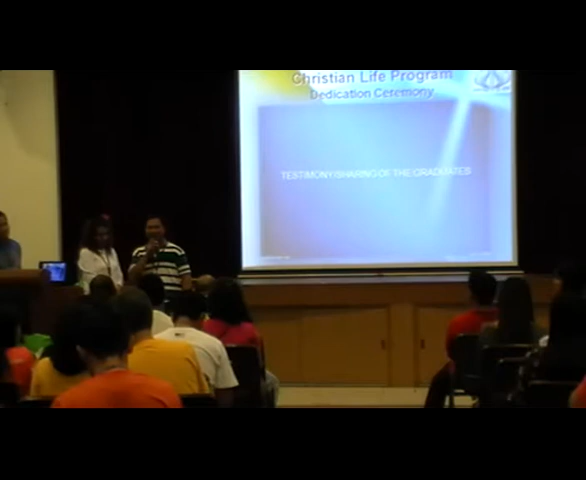 Christian Life Program
Dedication Ceremony
TESTIMONY/SHARING OF THE GRADUATES